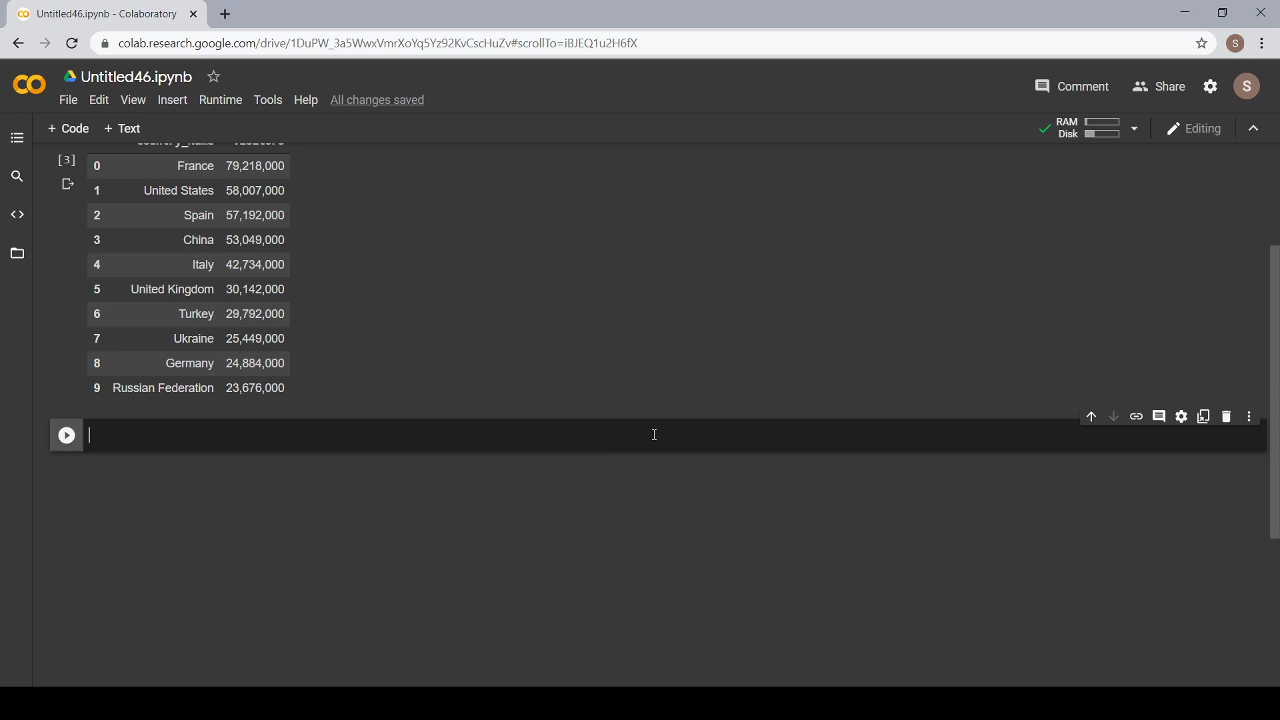 Untitled46.ipynb - Colaboratory
colab.research.google.com/drive/1DuPW_3a5WwxVmrXoYq5Yz92KvCscHuZv#scrollTo=iBJEQ1u2H6fX
S
Untitled46.ipynb
File Edit View Insert Runtime Tools Help All changes saved
Comment Share S
+ Code + Text
RAM
Disk
Editing
[3]
0 France 79,218,000
1 United States 58,007,000
2 Spain 57,192,000
3 China 53,049,000
4 Italy 42,734,000
5 United Kingdom 30,142,000
6 Turkey 29,792,000
7 Ukraine 25,449,000
8 Germany 24,884,000
9 Russian Federation 23,676,000